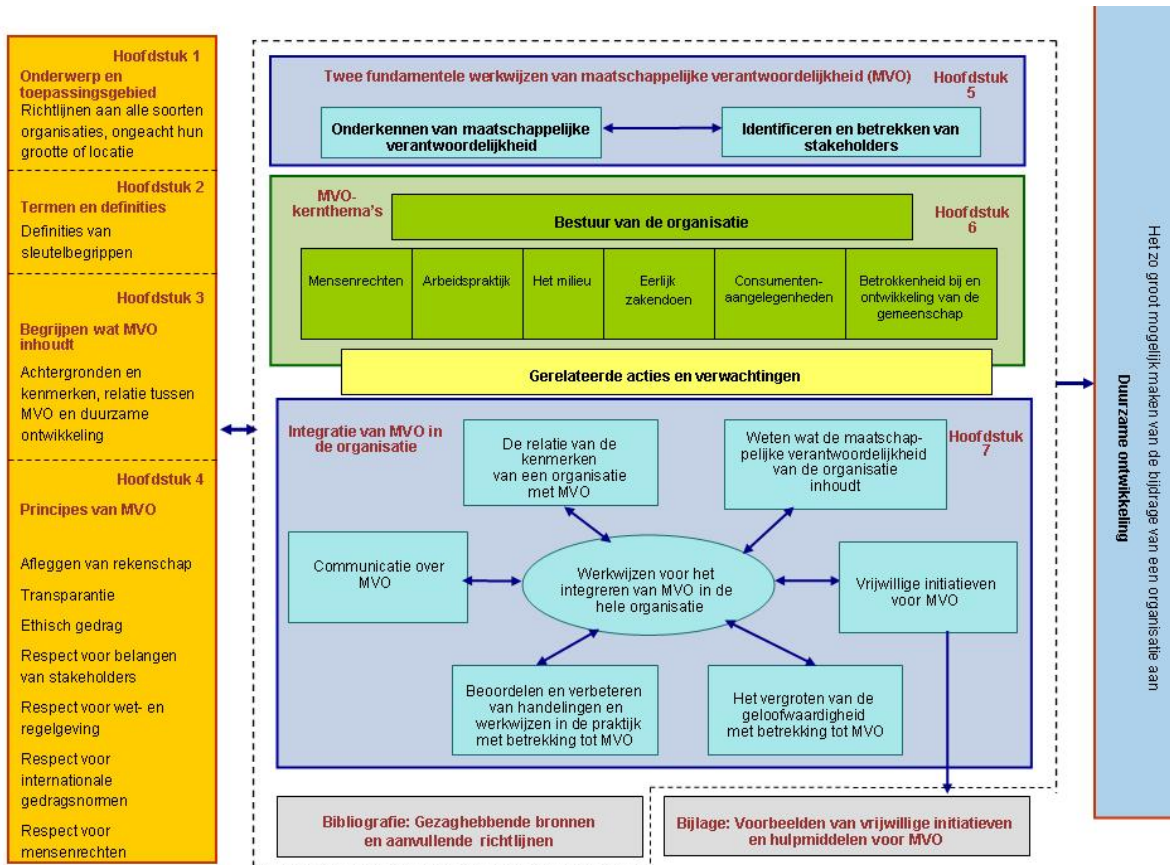 Hoofdstuk 1
Onderwerp en
toepassingsgebied
Richtlijnen aan alle soorten
organisaties, ongeacht hun
grootte of locatie
Hoofdstuk 2
Termen en definities
Definities van
sleutelbegrippen
Hoofdstuk 3
Begrijpen wat MVO
inhoudt
Achtergronden en
kenmerken, relatie tussen
MVO en duurzame
ontwikkeling
Hoofdstuk 4
Principes van MVO
Afleggen van rekenschap
Transparantie
Ethisch gedrag
Respect voor belangen
van stakeholders
Respect voor wet- en
regelgeving
Respect voor
internationale
gedragsnormen
Respect voor
mensenrechten
Twee fundamentele werkwijzen van maatschappelijke verantwoordelijkheid (MVO)
Hoofdstuk
5
Onderkennen van maatschappelijke
verantwoordelijkheid
Identificeren en betrekken van
stakeholders
MVO-
kernthema's
Bestuur van de organisatie
Hoofdstuk
6
Mensenrechten
Arbeidspraktijk
Het milieu
Eerlijk
zakendoen
Consumenten-
aangelegenheden
Betrokkenheid bij en
ontwikkeling van de
gemeenschap
Gerelateerde acties en verwachtingen
Integratie van MVO in
de organisatie
De relatie van de
kenmerken
van een organisatie
met MVO
Weten wat de maatschap-
pelijke verantwoordelijkheid
van de organisatie
inhoudt
Hoofdstuk
7
Communicatie over
MVO
Werkwijzen voor het
integreren van MVO in de
hele organisatie
Vrijwillige initiatieven
voor MVO
Beoordelen en verbeteren
van handelingen en
werkwijzen in de praktijk
met betrekking tot MVO
Het vergroten van de
geloofwaardigheid
met betrekking tot MVO
Bibliografie: Gezaghebbende bronnen
en aanvullende richtlijnen
Bijlage: Voorbeelden van vrijwillige initiatieven
en hulpmiddelen voor MVO
Het zo groot mogelijk maken van de bijdrage van een organisatie aan
Duurzame ontwikkeling